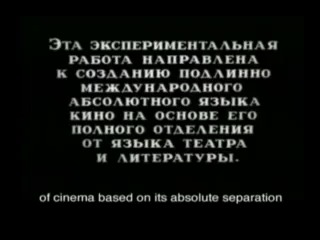 Эта экспериментальная
работа направлена
к созданию подлинно
международного
абсолютного языка
кино на основе его
полного отделения
от языка театра
и литературы.
of cinema based on its absolute separation